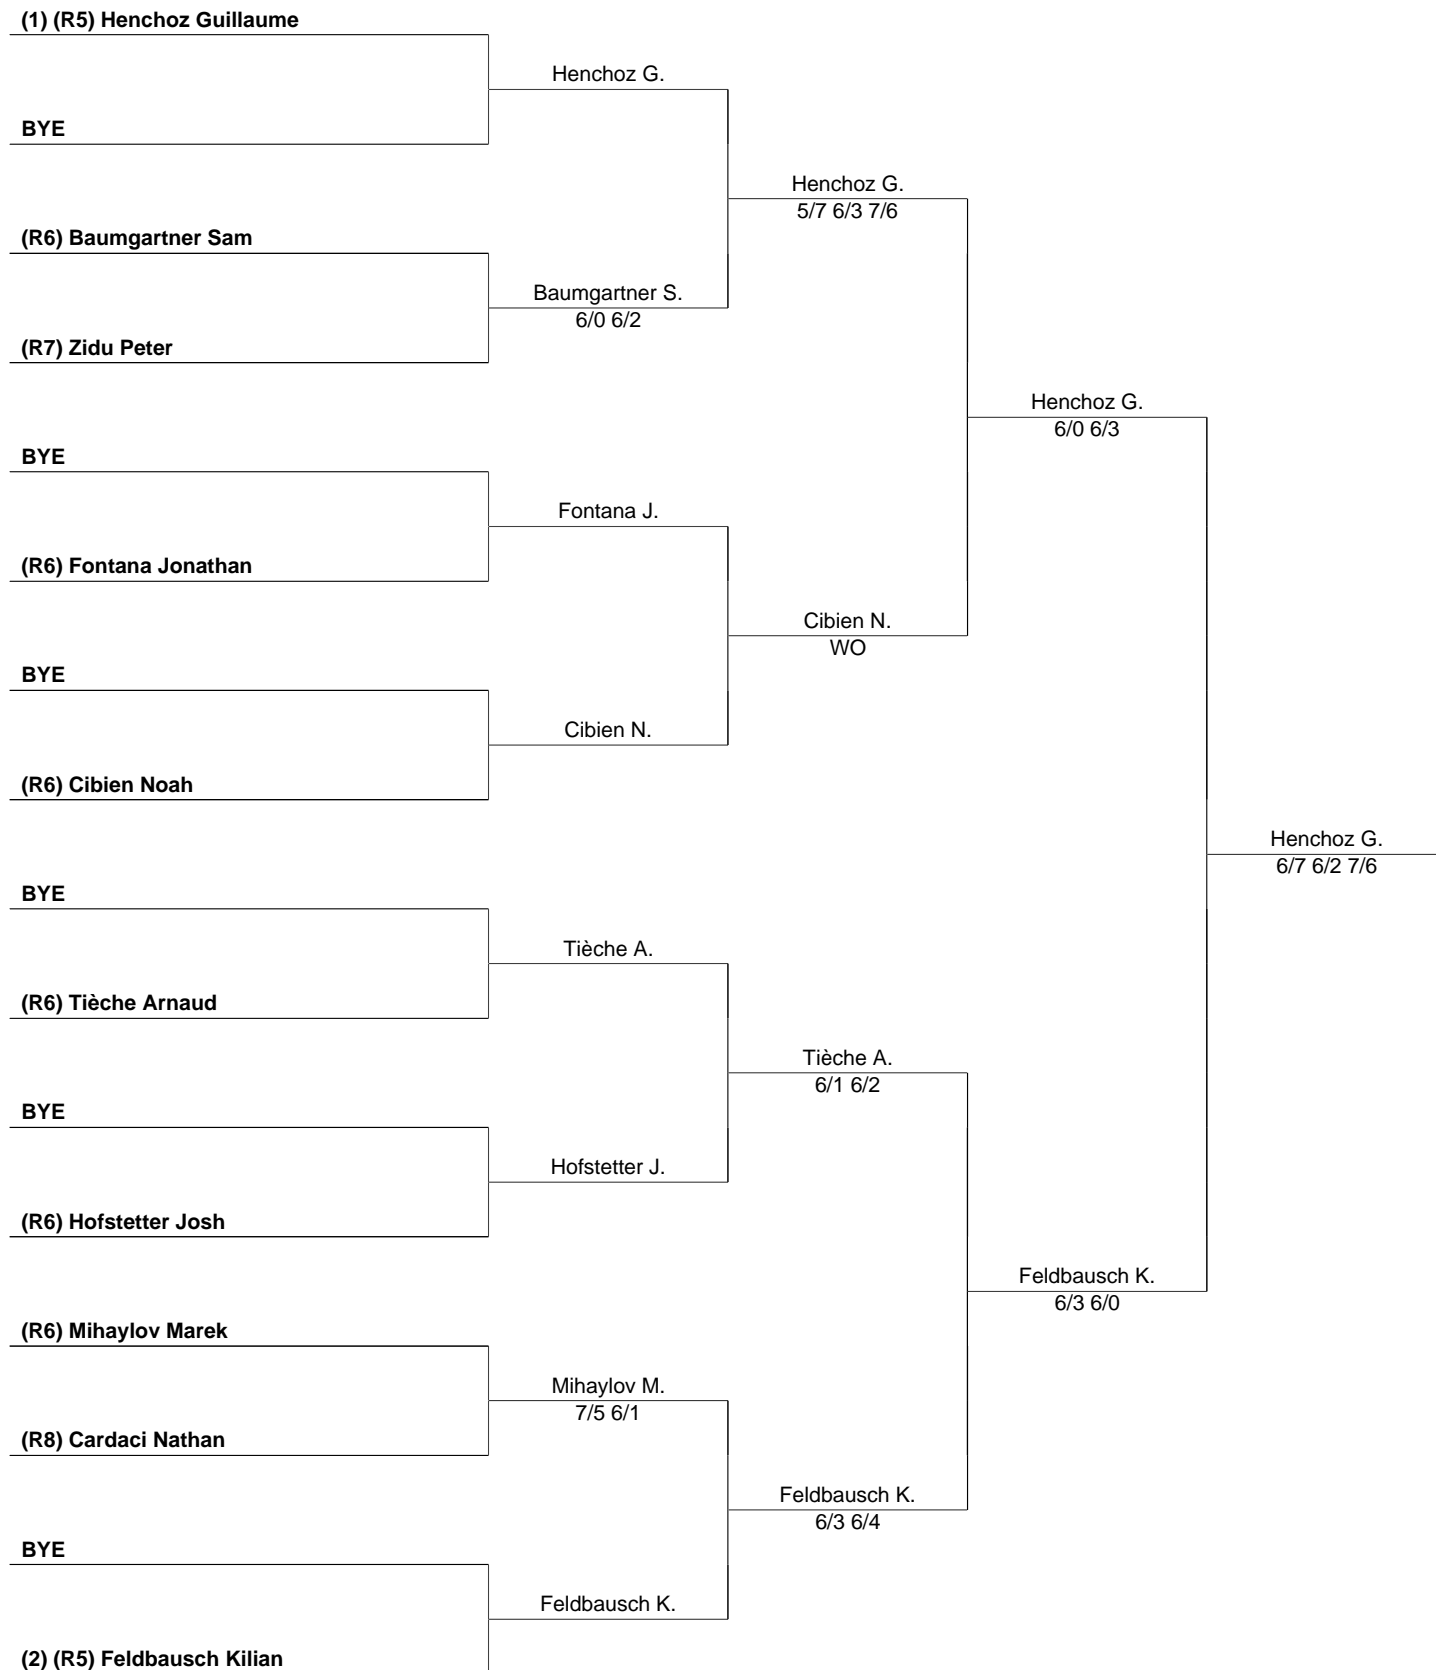 (1) (R5) Henchoz Guillaume
Henchoz G.
BYE
Henchoz G.
5/7 6/3 7/6
(R6) Baumgartner Sam
Baumgartner S.
6/0 6/2
(R7) Zidu Peter
Henchoz G.
6/0 6/3
BYE
Fontana J.
(R6) Fontana Jonathan
Cibien N.
WO
BYE
Cibien N.
(R6) Cibien Noah
Henchoz G.
6/7 6/2 7/6
BYE
Tièche A.
(R6) Tièche Arnaud
Tièche A.
6/1 6/2
BYE
Hofstetter J.
(R6) Hofstetter Josh
Feldbausch K.
6/3 6/0
(R6) Mihaylov Marek
Mihaylov M.
7/5 6/1
(R8) Cardaci Nathan
Feldbausch K.
6/3 6/4
BYE
Feldbausch K.
(2) (R5) Feldbausch Kilian